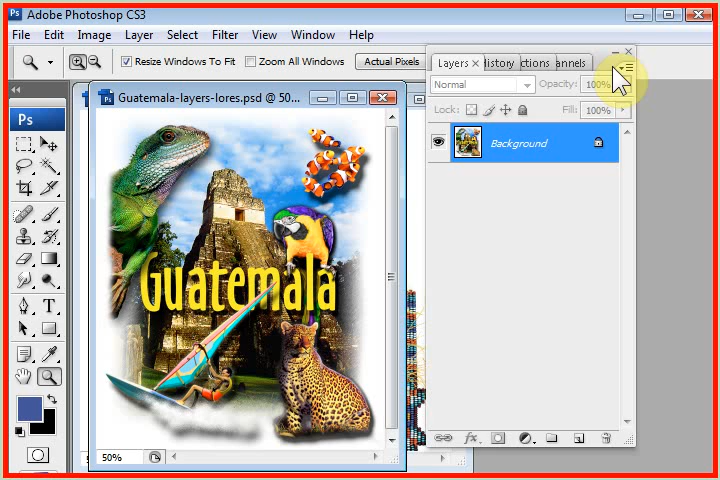 Adobe Photoshop CS3
File Edit Image Layer Select Filter View Window Help
Resize Windows To Fit Zoom All Windows Actual Pixels
Layers History ctions annels
Guatemala-layers-lores.psd @ 50...
Normal Opacity: 100%
Lock: Fill: 100%
Ps
Background
Guatemala
50%